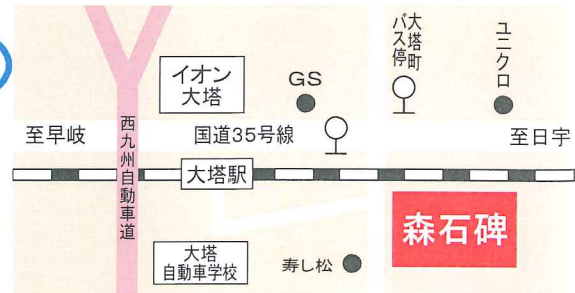 イオン
大塔
GS
大塔町
バス停
ユニクロ
至早岐
西九州自動車道
国道35号線
至日宇
大塔駅
森石碑
大塔
自動車学校
寿し松